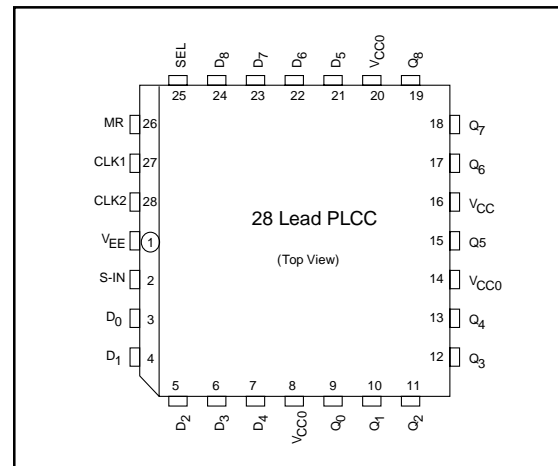 SEL D8 D7 D6 D5 VCC0 Q8
25 24 23 22 21 20 19
MR 26 18 Q7
CLK1 27 17 Q6
CLK2 28 16 VCC
28 Lead PLCC
VEE 1 15 Q5
(Top View)
S-IN 2 14 VCC0
D0 3 13 Q4
D1 4 12 Q3
5 6 7 8 9 10 11
D2 D3 D4 VCC0 Q0 Q1 Q2